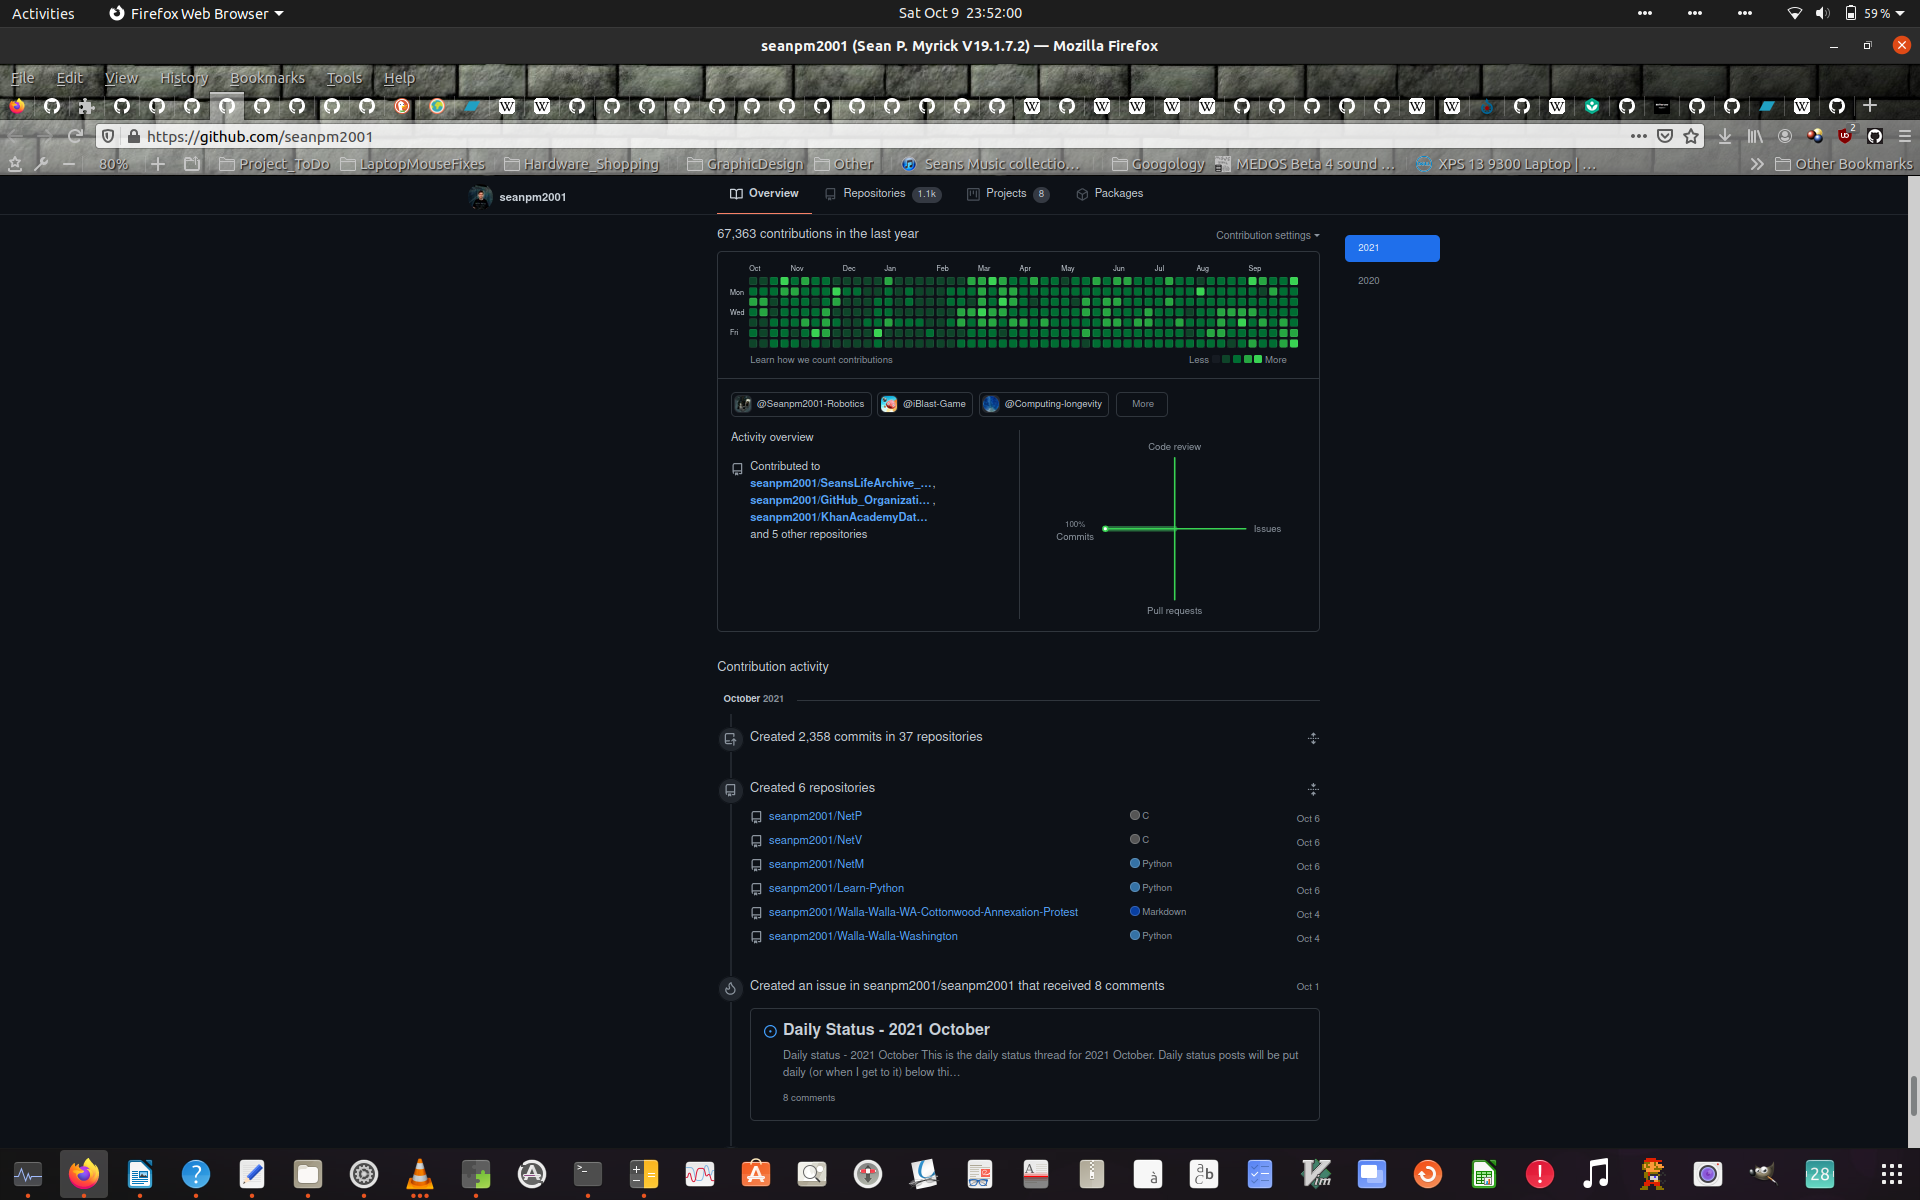 Activities
Firefox Web Browser
Sat Oct 9 23:52:00
59 %
seanpm2001 (Sean P. Myrick V19.1.7.2) — Mozilla Firefox
File Edit View History Bookmarks Tools Help
https://github.com/seanpm2001
2
80%
Project_ToDo
LaptopMouseFixes
Hardware_Shopping
GraphicDesign
Other
Seans Music collectio…
Googology
MEDOS Beta 4 sound …
XPS 13 9300 Laptop | …
Other Bookmarks
seanpm2001
Overview
Repositories 1.1k
Projects 8
Packages
67,363 contributions in the last year
Contribution settings
2021
2020
Oct Nov Dec Jan Feb Mar Apr May Jun Jul Aug Sep
Mon
Wed
Fri
Learn how we count contributions
Less More
@Seanpm2001-Robotics
@iBlast-Game
@Computing-longevity
More
Activity overview
Contributed to
seanpm2001/SeansLifeArchive_…,
seanpm2001/GitHub_Organizati… ,
seanpm2001/KhanAcademyDat…
and 5 other repositories
Code review
100%
Commits
Issues
Pull requests
Contribution activity
October 2021
Created 2,358 commits in 37 repositories
Created 6 repositories
seanpm2001/NetP C Oct 6
seanpm2001/NetV C Oct 6
seanpm2001/NetM Python Oct 6
seanpm2001/Learn-Python Python Oct 6
seanpm2001/Walla-Walla-WA-Cottonwood-Annexation-Protest Markdown Oct 4
seanpm2001/Walla-Walla-Washington Python Oct 4
Created an issue in seanpm2001/seanpm2001 that received 8 comments Oct 1
Daily Status - 2021 October
Daily status - 2021 October This is the daily status thread for 2021 October. Daily status posts will be put
daily (or when I get to it) below thi…
8 comments
28